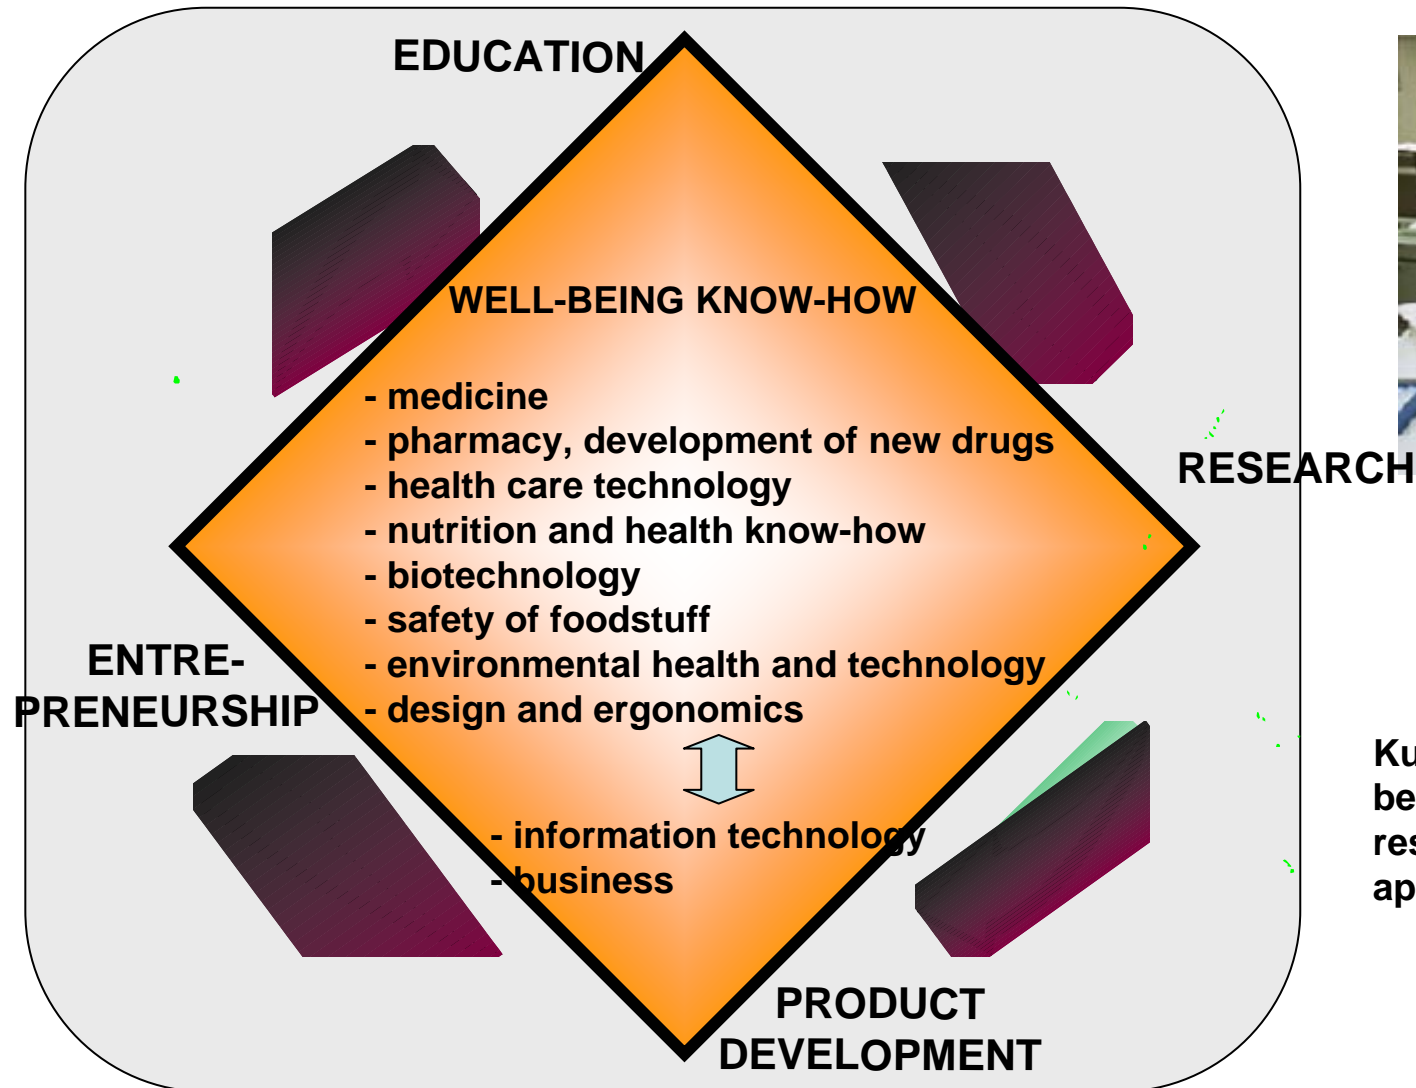 EDUCATION
WELL-BEING KNOW-HOW
- medicine
- pharmacy, development of new drugs
- health care technology
- nutrition and health know-how
- biotechnology
- safety of foodstuff
- environmental health and technology
- design and ergonomics
- information technology
- business
RESEARCH
ENTRE-
PRENEURSHIP
PRODUCT
DEVELOPMENT